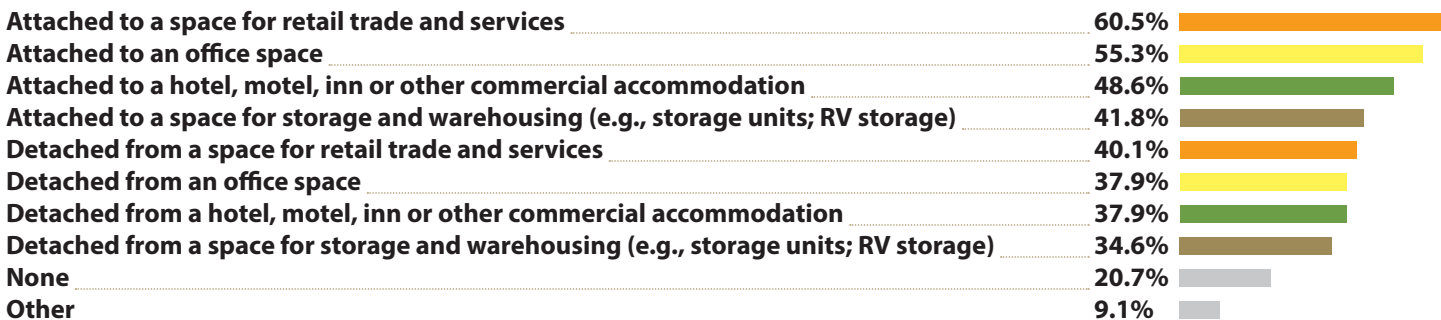 Attached to a space for retail trade and services 60.5%
Attached to an office space 55.3%
Attached to a hotel, motel, inn or other commercial accommodation 48.6%
Attached to a space for storage and warehousing (e.g., storage units; RV storage) 41.8%
Detached from a space for retail trade and services 40.1%
Detached from an office space 37.9%
Detached from a hotel, motel, inn or other commercial accommodation 37.9%
Detached from a space for storage and warehousing (e.g., storage units; RV storage) 34.6%
None 20.7%
Other 9.1%